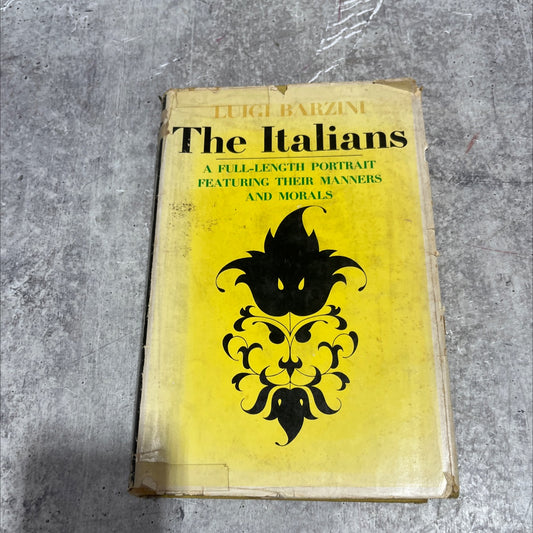 LUIGI BARZINI
The Italians
A FULL-LENGTH PORTRAIT
FEATURING THEIR MANNERS
AND MORALS